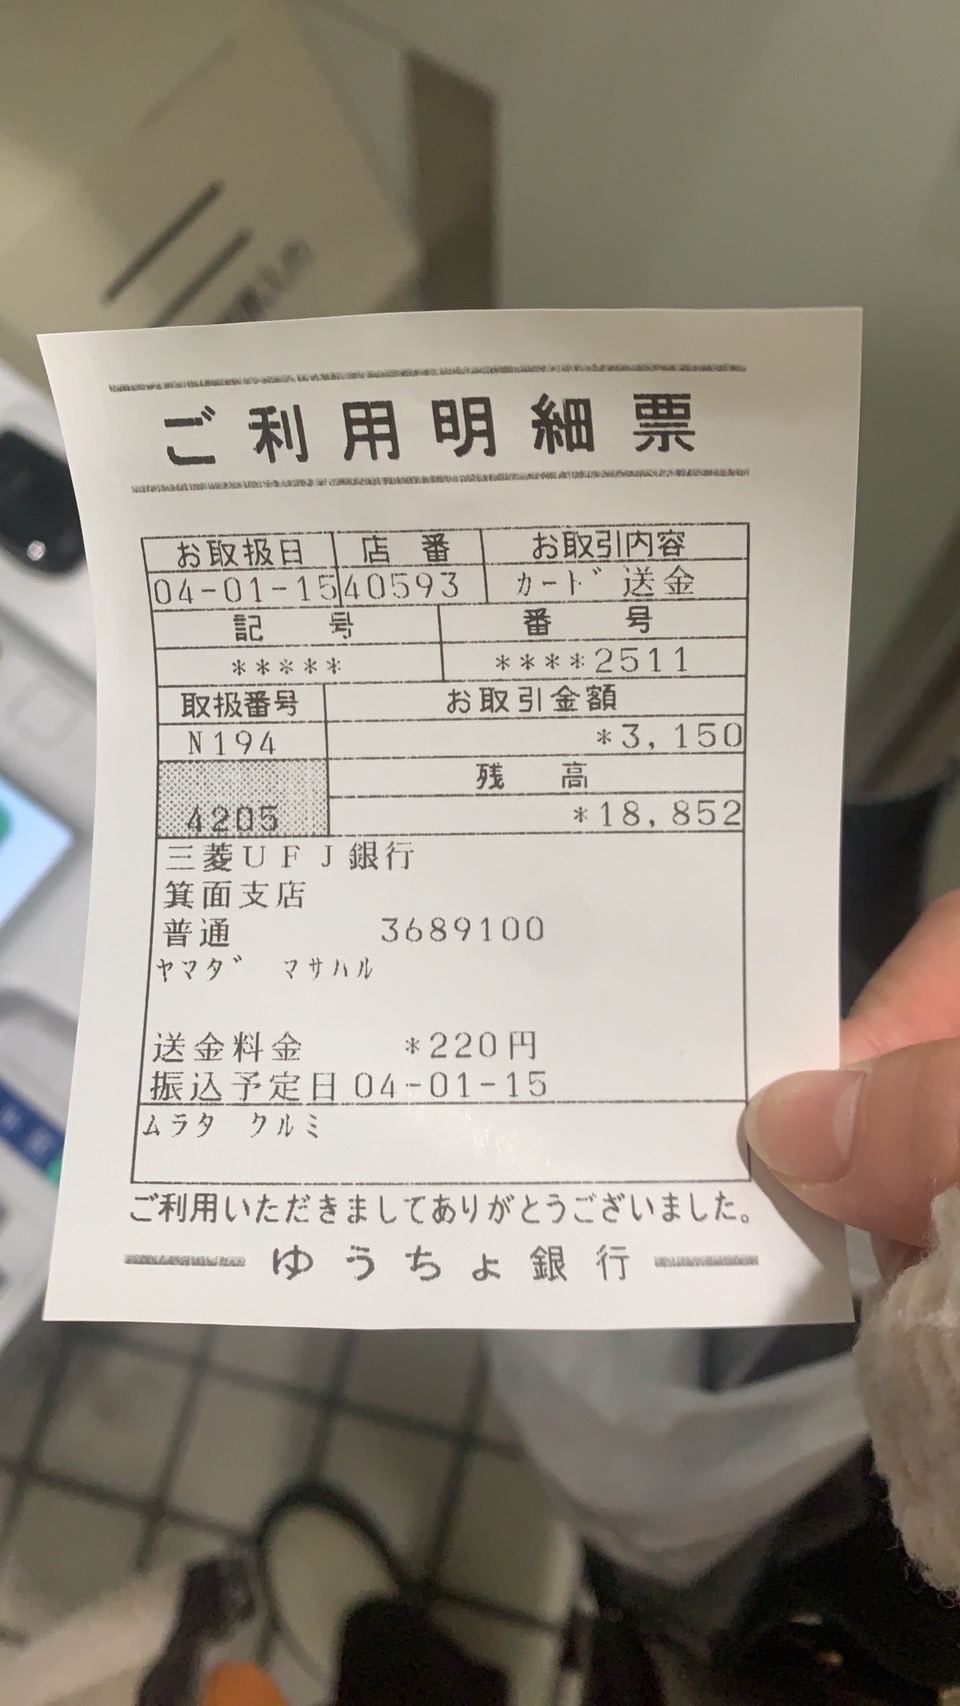 ご利用明細票
お取扱日 店番 お取引内容
04-01-15 40593 カード送金
記号 番号
***** ****2511
取扱番号 お取引金額
N194 *3,150
残高
4205 *18,852
三菱UFJ銀行
箕面支店
普通 3689100
ヤマダ マサハル
送金料金 *220円
振込予定日 04-01-15
ムラタ クルミ
ご利用いただきましてありがとうございました。
ゆうちょ銀行